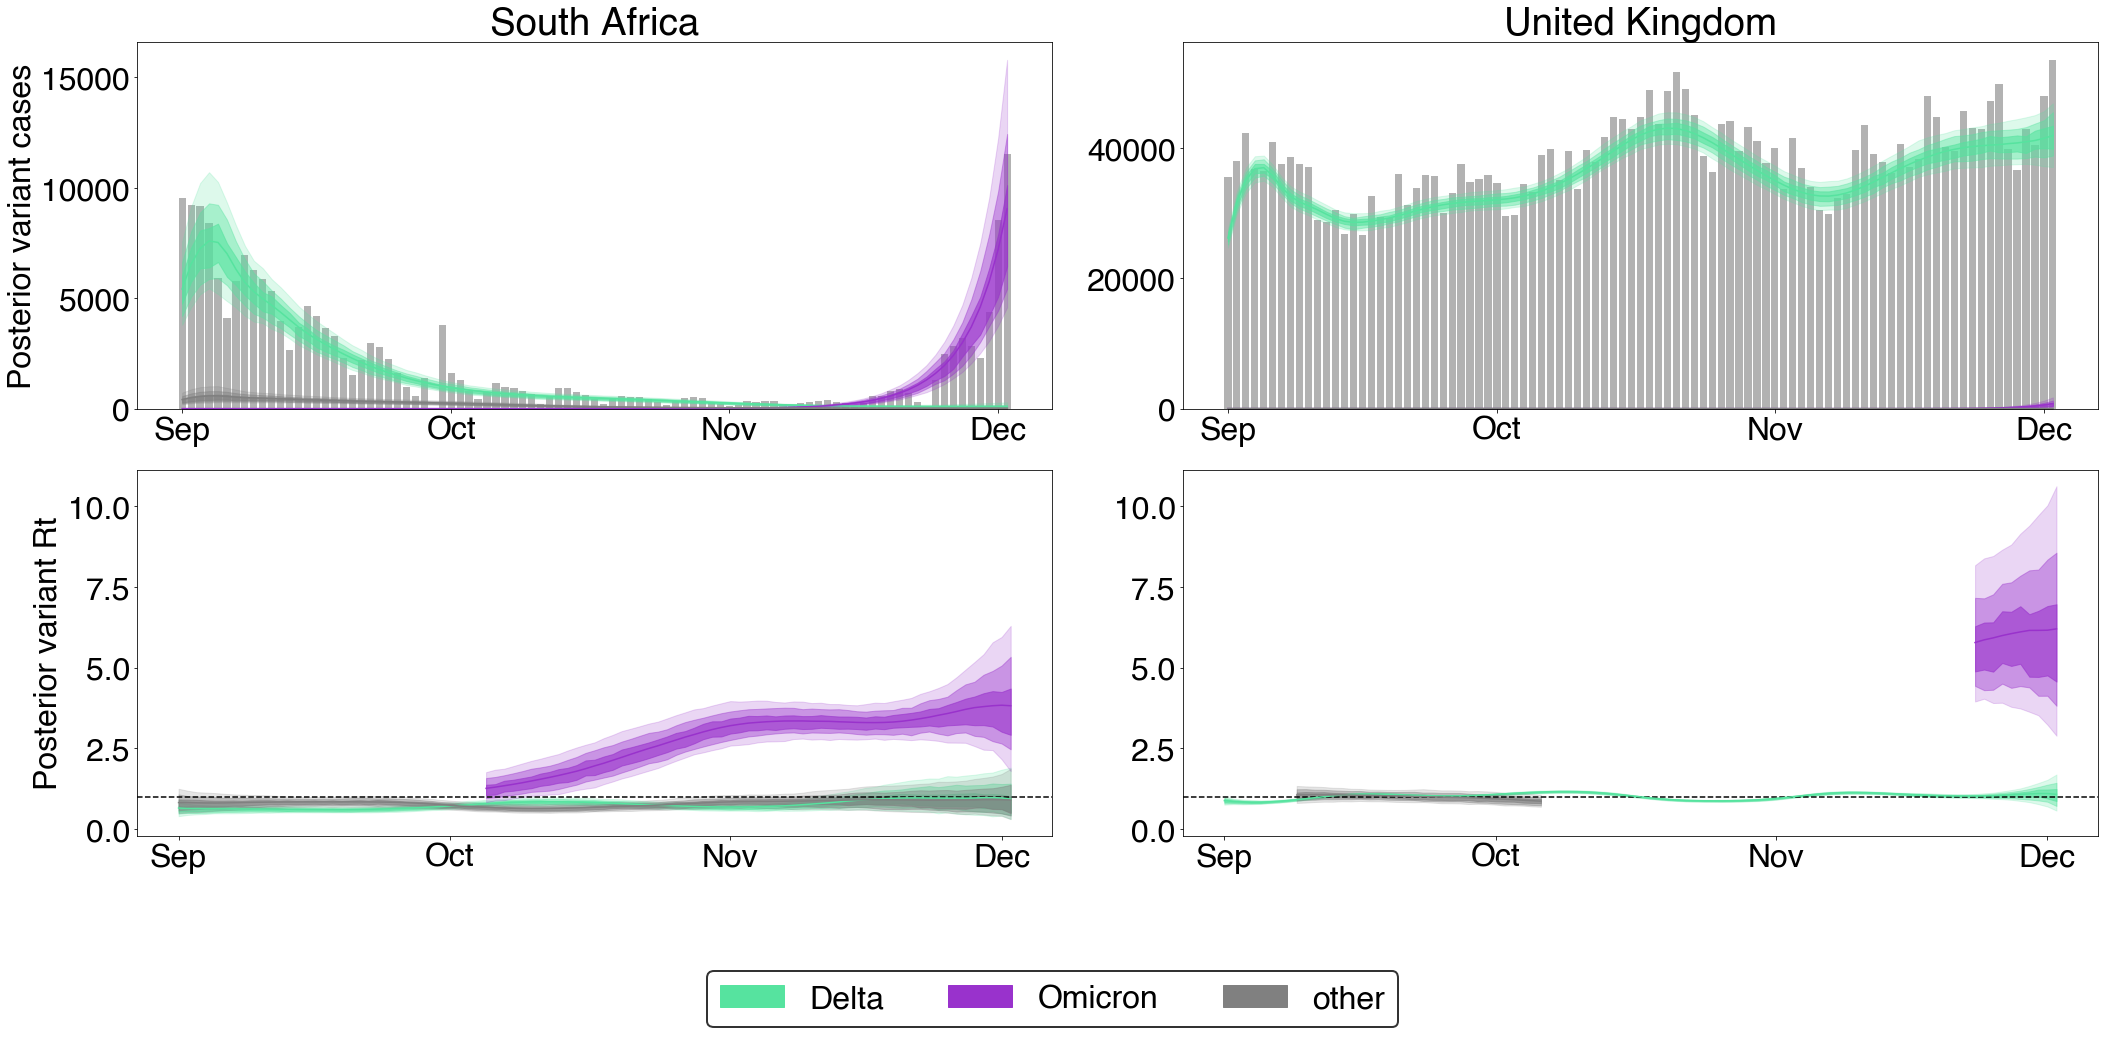 South Africa
United Kingdom
Posterior variant cases
15000
10000
5000
0
Sep Oct Nov Dec
40000
20000
0
Sep Oct Nov Dec
Posterior variant Rt
10.0
7.5
5.0
2.5
0.0
Sep Oct Nov Dec
10.0
7.5
5.0
2.5
0.0
Sep Oct Nov Dec
Delta Omicron other